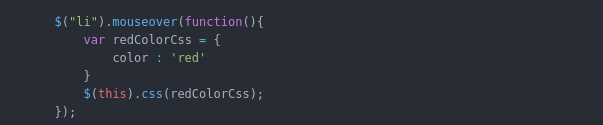 $("li").mouseover(function(){
    var redColorCss = {
        color : 'red'
    }
    $(this).css(redColorCss);
});